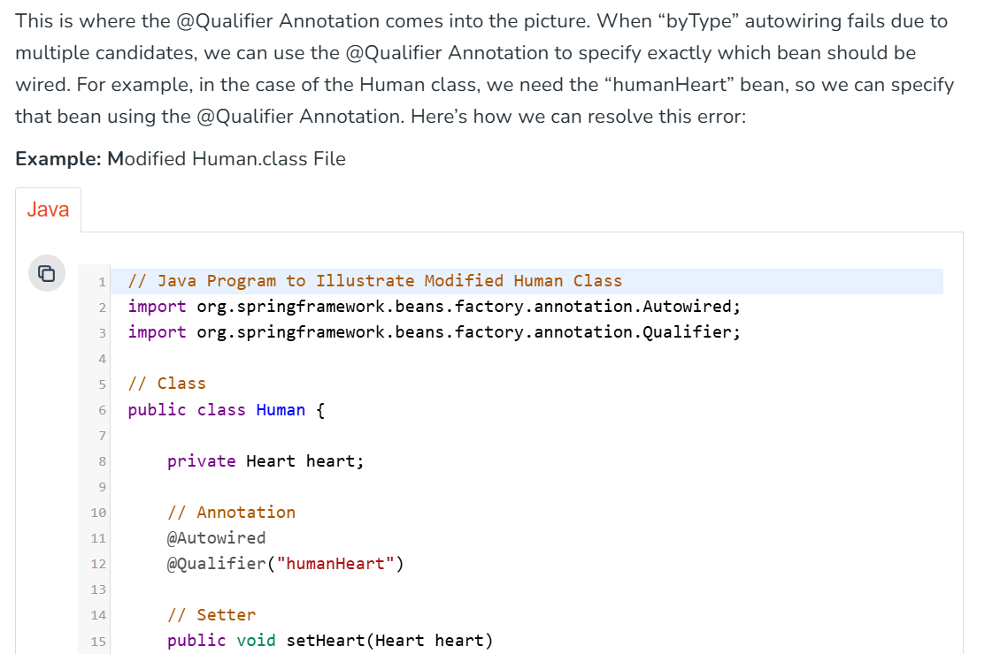 This is where the @Qualifier Annotation comes into the picture. When “byType” autowiring fails due to
multiple candidates, we can use the @Qualifier Annotation to specify exactly which bean should be
wired. For example, in the case of the Human class, we need the “humanHeart” bean, so we can specify
that bean using the @Qualifier Annotation. Here’s how we can resolve this error:
Example: Modified Human.class File
Java
1 // Java Program to Illustrate Modified Human Class
2 import org.springframework.beans.factory.annotation.Autowired;
3 import org.springframework.beans.factory.annotation.Qualifier;
4
5 // Class
6 public class Human {
7
8     private Heart heart;
9
10     // Annotation
11     @Autowired
12     @Qualifier("humanHeart")
13
14     // Setter
15     public void setHeart(Heart heart)